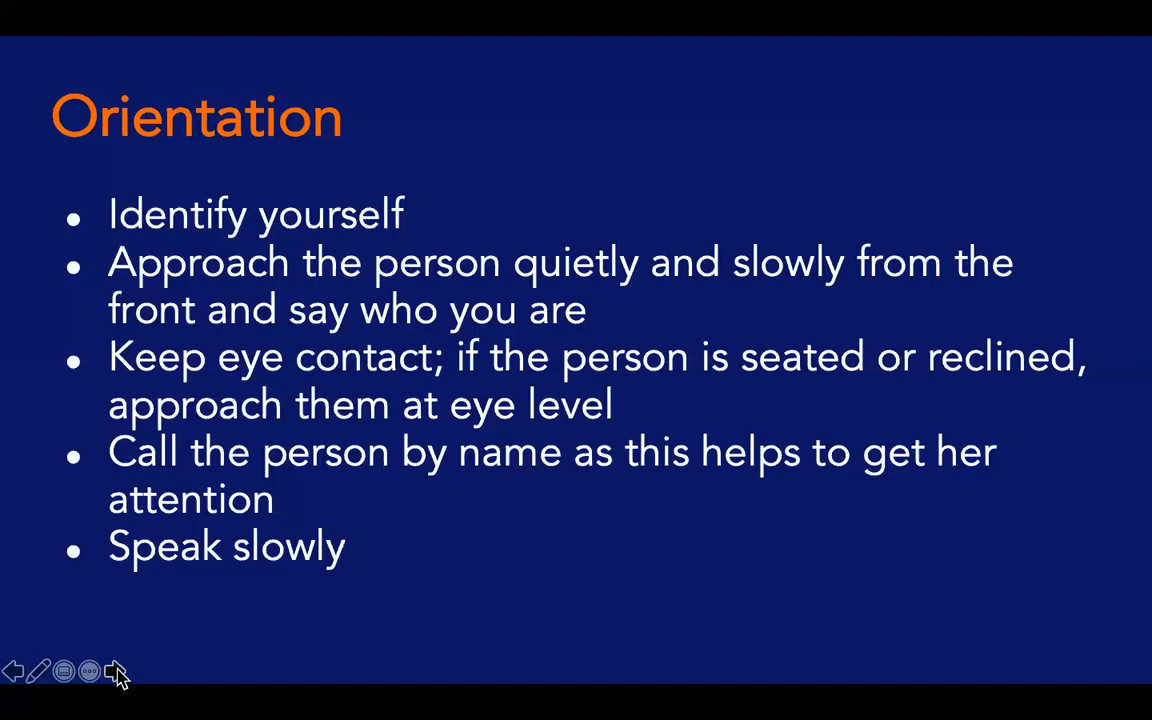 Orientation
• Identify yourself
• Approach the person quietly and slowly from the
front and say who you are
• Keep eye contact; if the person is seated or reclined,
approach them at eye level
• Call the person by name as this helps to get her
attention
• Speak slowly